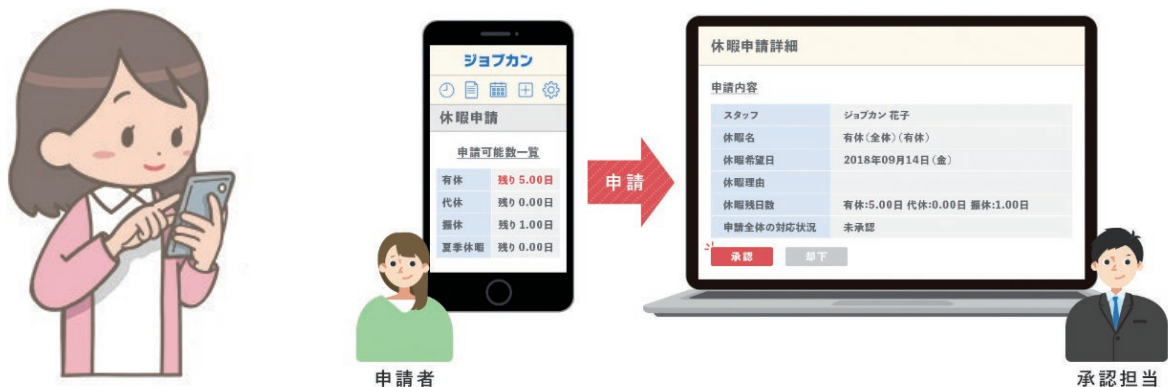 ジョブカン
休暇申請
申請可能数一覧
有休 残り 5.00日
代休 残り 0.00日
振休 残り 1.00日
夏季休暇 残り 0.00日
申請者
申請
休暇申請詳細
申請内容
スタッフ ジョブカン 花子
休暇名 有休(全休)(有休)
休暇希望日 2018年09月14日(金)
休暇理由
休暇残日数 有休:5.00日 代休:0.00日 振休:1.00日
申請全体の対応状況 未承認
承認 却下
承認担当